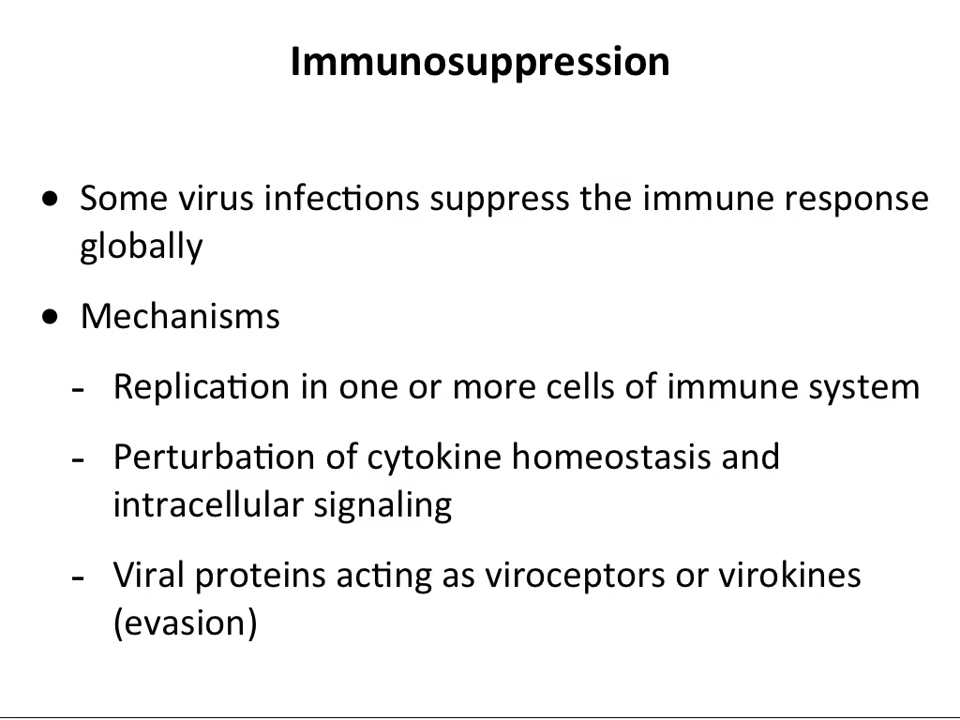 Immunosuppression
• Some virus infections suppress the immune response
globally
• Mechanisms
- Replication in one or more cells of immune system
- Perturbation of cytokine homeostasis and
intracellular signaling
- Viral proteins acting as viroceptors or virokines
(evasion)